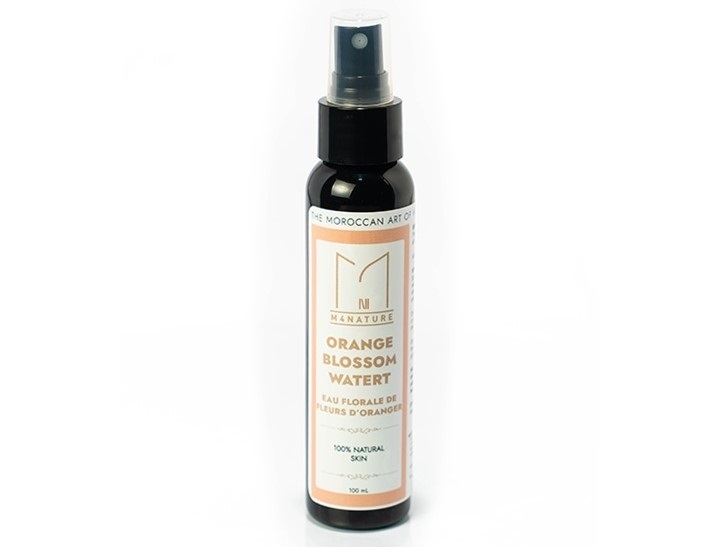 THE MOROCCAN ART OF
M4NATURE
ORANGE
BLOSSOM
WATERT
EAU FLORALE DE
FLEURS D'ORANGER
100% NATURAL
SKIN
100 mL